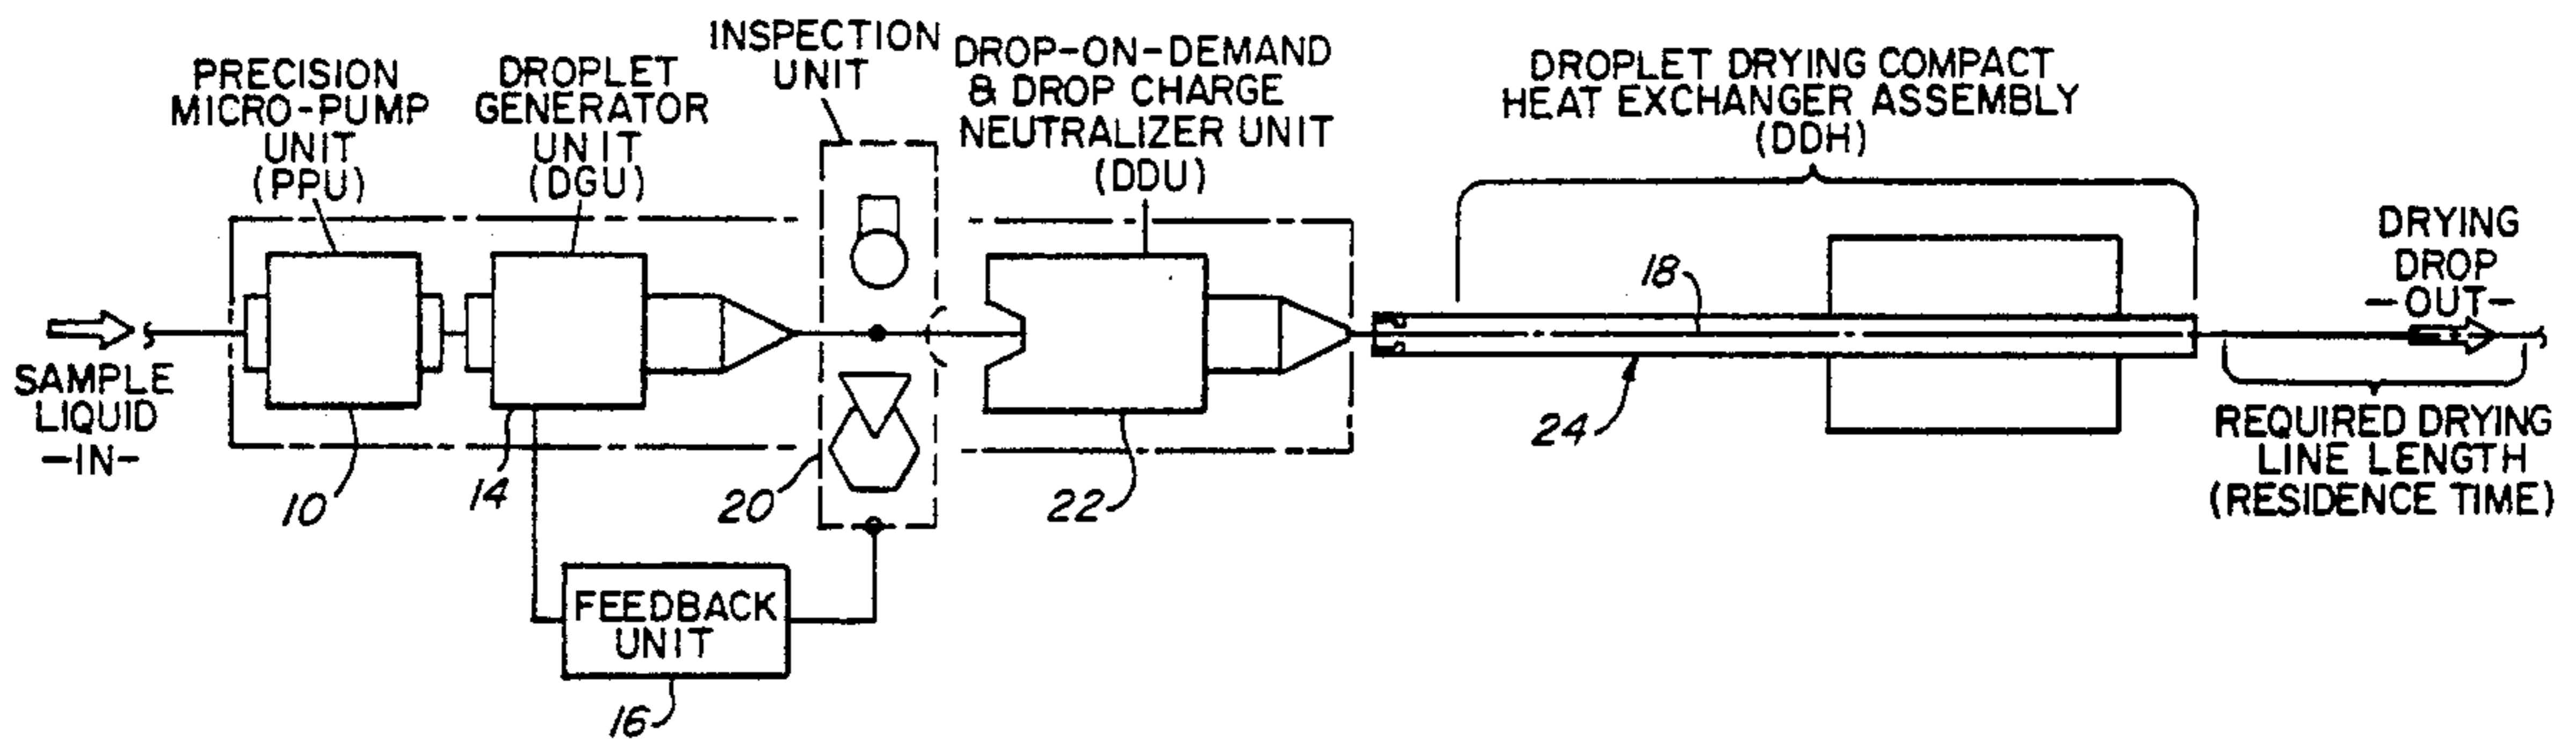 PRECISION
MICRO-PUMP
UNIT
(PPU)
DROPLET
GENERATOR
UNIT
(DGU)
INSPECTION
UNIT
DROP-ON-DEMAND
& DROP CHARGE
NEUTRALIZER UNIT
(DDU)
DROPLET DRYING COMPACT
HEAT EXCHANGER ASSEMBLY
(DDH)
DRYING
DROP
-OUT-
18
SAMPLE
LIQUID
-IN-
10
14
20
22
24
REQUIRED DRYING
LINE LENGTH
(RESIDENCE TIME)
FEEDBACK
UNIT
16